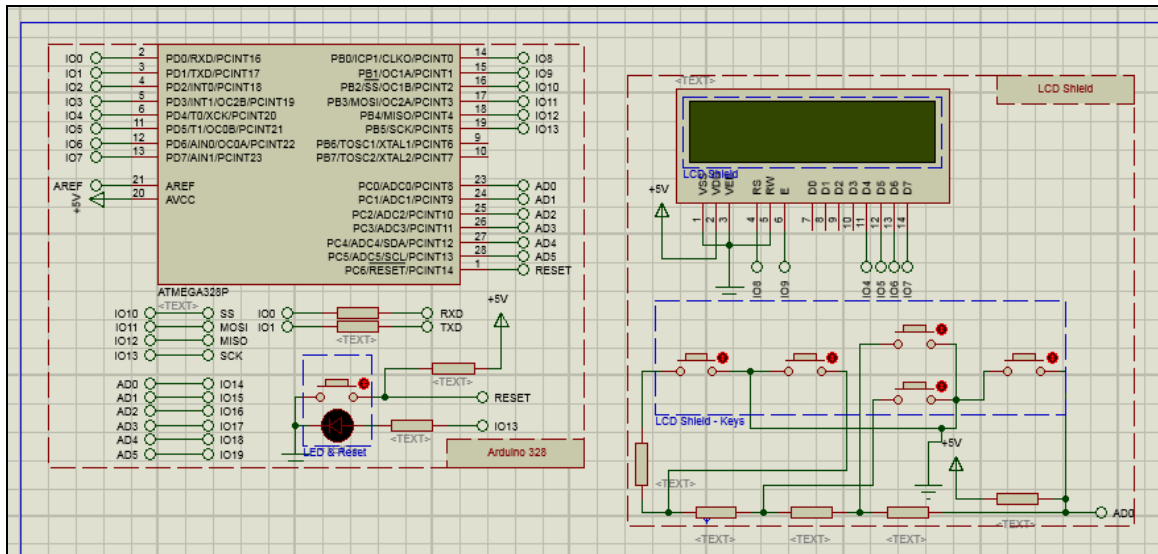 2 PD0/RXD/PCINT16 PB0/ICP1/CLKO/PCINT0 14
IO0 IO8
3 PD1/TXD/PCINT17 PB1/OC1A/PCINT1 15
IO1 IO9
4 PD2/INT0/PCINT18 PB2/SS/OC1B/PCINT2 16
IO2 IO10
5 PD3/INT1/OC2B/PCINT19 PB3/MOSI/OC2A/PCINT3 17
IO3 IO11
6 PD4/T0/XCK/PCINT20 PB4/MISO/PCINT4 18
IO4 IO12
11 PD5/T1/OC0B/PCINT21 PB5/SCK/PCINT5 19
IO5 IO13
12 PD6/AIN0/OC0A/PCINT22 PB6/TOSC1/XTAL1/PCINT6 9
IO6
13 PD7/AIN1/PCINT23 PB7/TOSC2/XTAL2/PCINT7 10
IO7
21 AREF PC0/ADC0/PCINT8 23
AREF AD0
20 AVCC PC1/ADC1/PCINT9 24
+5V AD1
PC2/ADC2/PCINT10 25 AD2
PC3/ADC3/PCINT11 26 AD3
PC4/ADC4/SDA/PCINT12 27 AD4
PC5/ADC5/SCL/PCINT13 28 AD5
PC6/RESET/PCINT14 1 RESET
ATMEGA328P
<TEXT>
IO10 SS IO0 RXD
IO11 MOSI IO1 TXD
IO12 MISO <TEXT>
IO13 SCK
+5V
AD0 IO14
AD1 IO15
AD2 IO16
AD3 IO17
AD4 IO18
AD5 IO19
<TEXT>
RESET
IO13
<TEXT>
LED & Reset
Arduino 328
<TEXT>
LCD Shield
LCD Shield
+5V
VSS VDD VEE RS RW E D0 D1 D2 D3 D4 D5 D6 D7
1 2 3 4 5 6 7 8 9 10 11 12 13 14
IO8 IO9 IO4 IO5 IO6 IO7
LCD Shield - Keys
+5V
<TEXT>
AD0
<TEXT>
<TEXT> <TEXT> <TEXT>